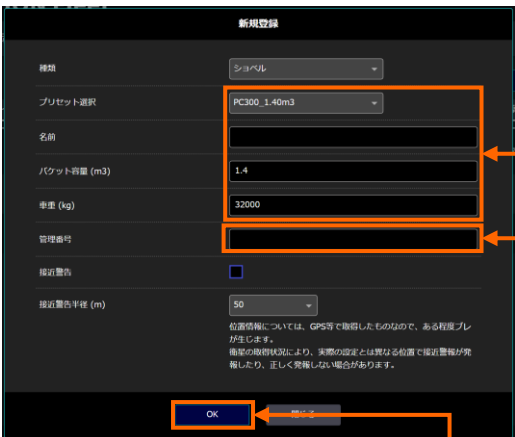 新規登録
種類
ショベル
プリセット選択
PC300_1.40m3
名前
バケット容量 (m3)
1.4
車重 (kg)
32000
管理番号
接近警告
接近警告半径 (m)
50
位置情報については、GPS等で取得したものなので、ある程度ブレ
が生じます。
衛星の取得状況により、実際の設定とは異なる位置で接近警報が発
報したり、正しく発報しない場合があります。
OK
閉じる